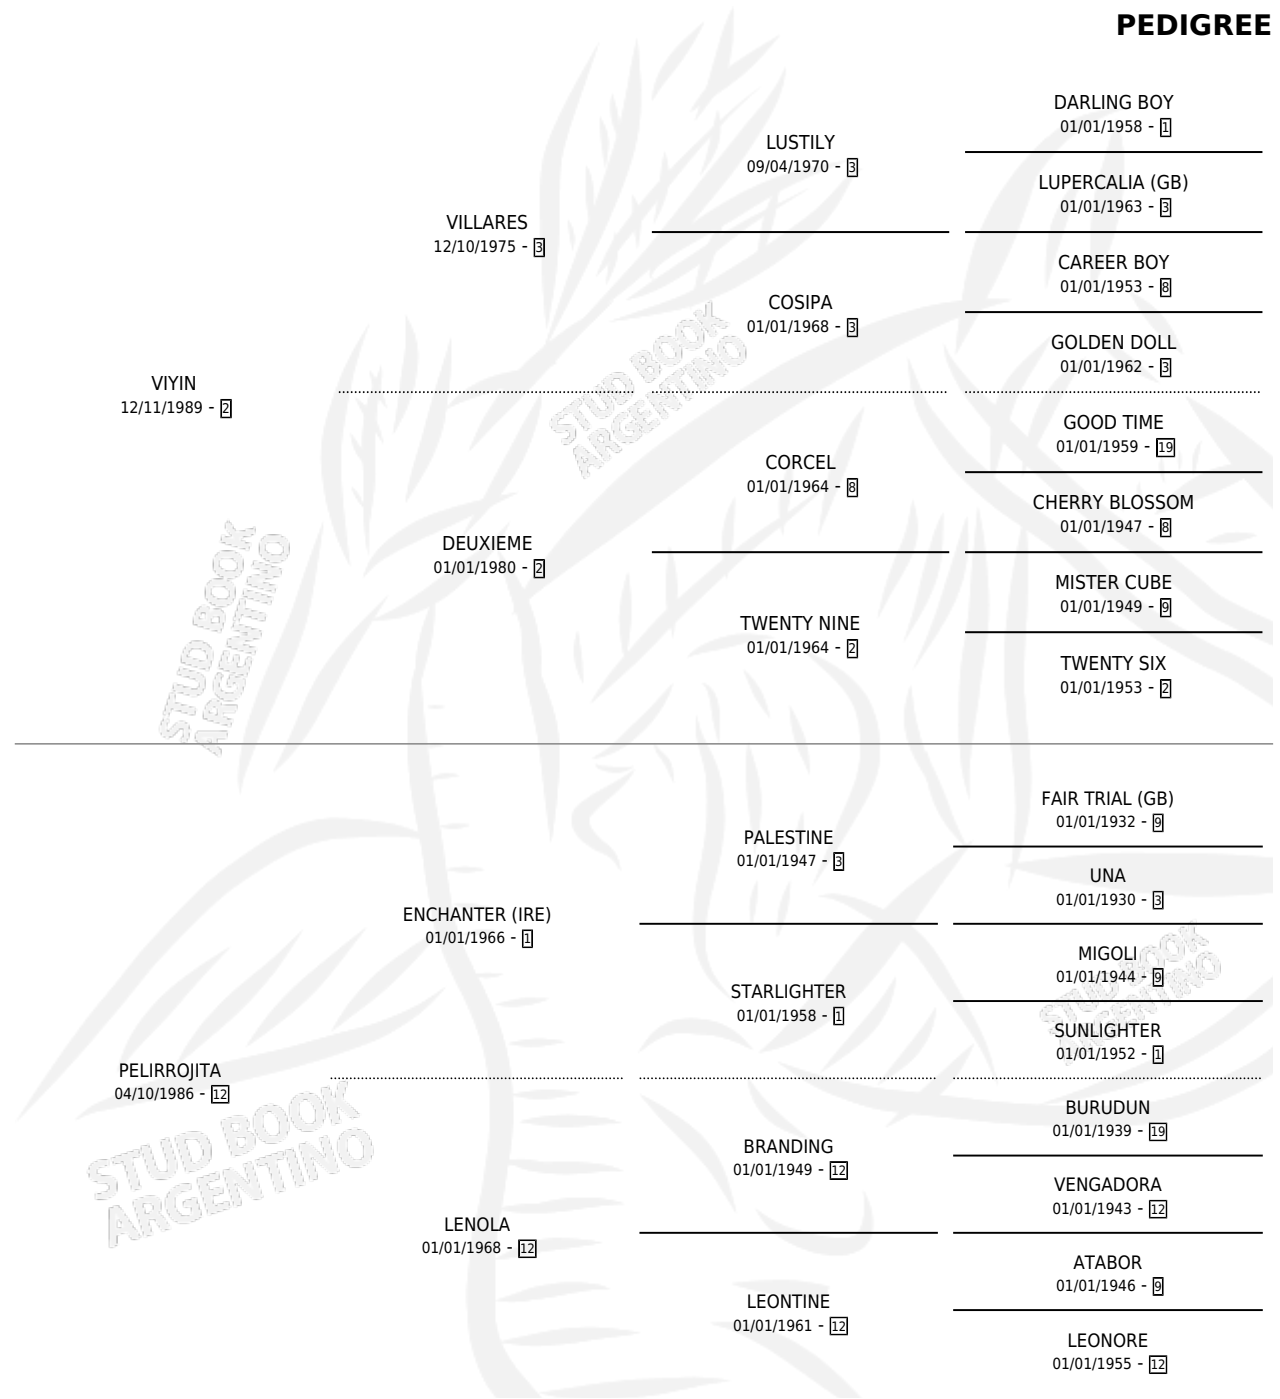 PEDIGREE
DARLING BOY
01/01/1958 - 1
LUSTILY
09/04/1970 - 3
LUPERCALIA (GB)
01/01/1963 - 3
VILLARES
12/10/1975 - 3
CAREER BOY
01/01/1953 - 8
COSIPA
01/01/1968 - 3
GOLDEN DOLL
01/01/1962 - 3
VIYIN
12/11/1989 - 2
GOOD TIME
01/01/1959 - 19
CORCEL
01/01/1964 - 8
CHERRY BLOSSOM
01/01/1947 - 8
DEUXIEME
01/01/1980 - 2
MISTER CUBE
01/01/1949 - 9
TWENTY NINE
01/01/1964 - 2
TWENTY SIX
01/01/1953 - 2
FAIR TRIAL (GB)
01/01/1932 - 9
PALESTINE
01/01/1947 - 3
UNA
01/01/1930 - 3
ENCHANTER (IRE)
01/01/1966 - 1
MIGOLI
01/01/1944 - 9
STARLIGHTER
01/01/1958 - 1
SUNLIGHTER
01/01/1952 - 1
PELIRROJITA
04/10/1986 - 12
BURUDUN
01/01/1939 - 19
BRANDING
01/01/1949 - 12
VENGADORA
01/01/1943 - 12
LENOLA
01/01/1968 - 12
ATABOR
01/01/1946 - 9
LEONTINE
01/01/1961 - 12
LEONORE
01/01/1955 - 12
STUD BOOK
ARGENTINO
STUD BOOK
ARGENTINO
STUD BOOK
ARGENTINO
STUD BOOK
ARGENTINO